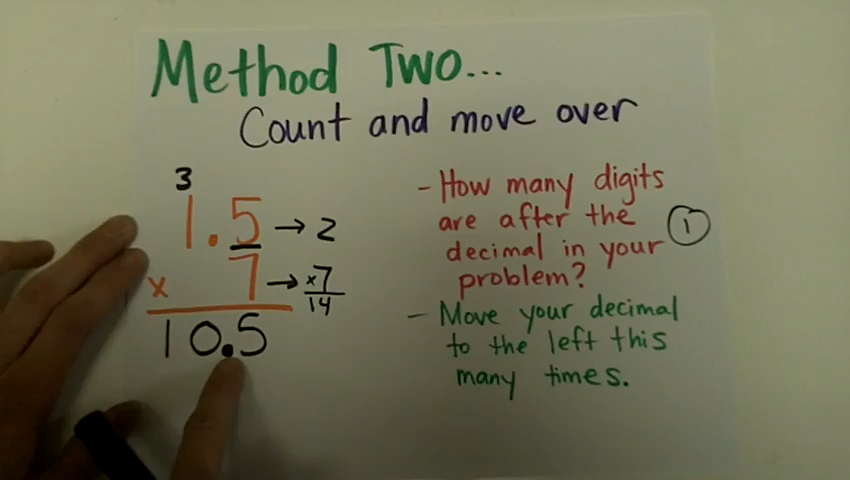 Method Two...
Count and move over
3
1.5 → 2
x 7 → x7
14
10.5
- How many digits
are after the
decimal in your
problem?
1
- Move your decimal
to the left this
many times.